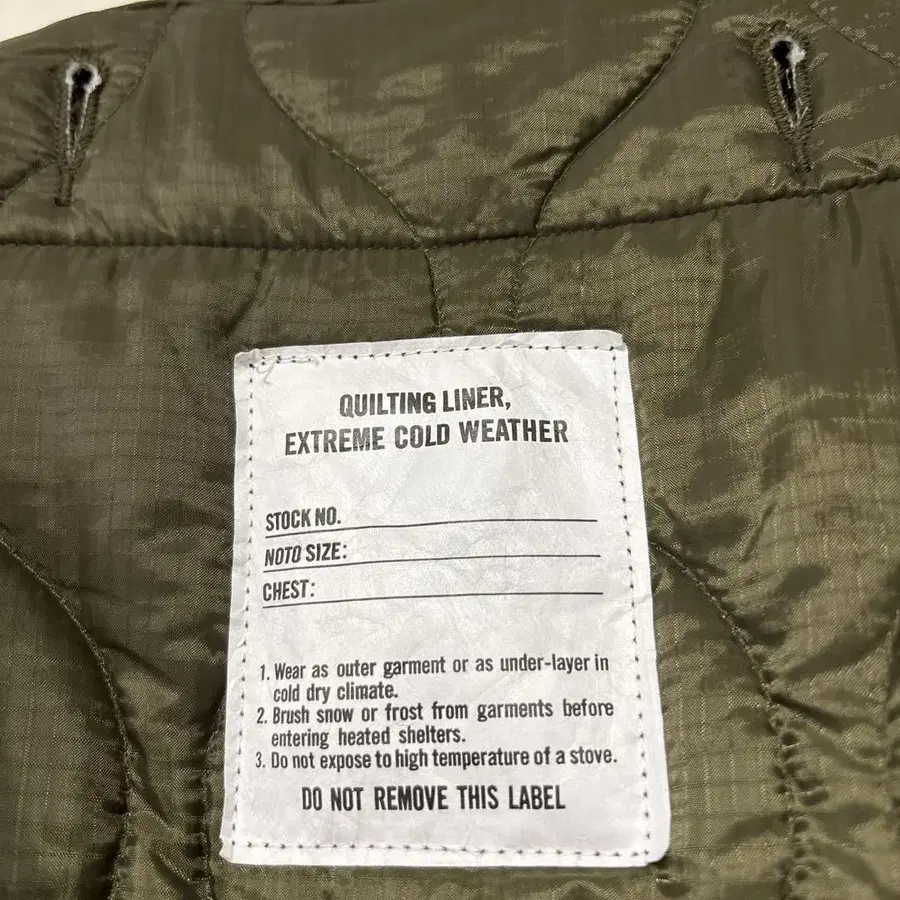 QUILTING LINER,
EXTREME COLD WEATHER
STOCK NO.
NOTO SIZE:
CHEST:
1. Wear as outer garment or as under-layer in
cold dry climate.
2. Brush snow or frost from garments before
entering heated shelters.
3. Do not expose to high temperature of a stove.
DO NOT REMOVE THIS LABEL